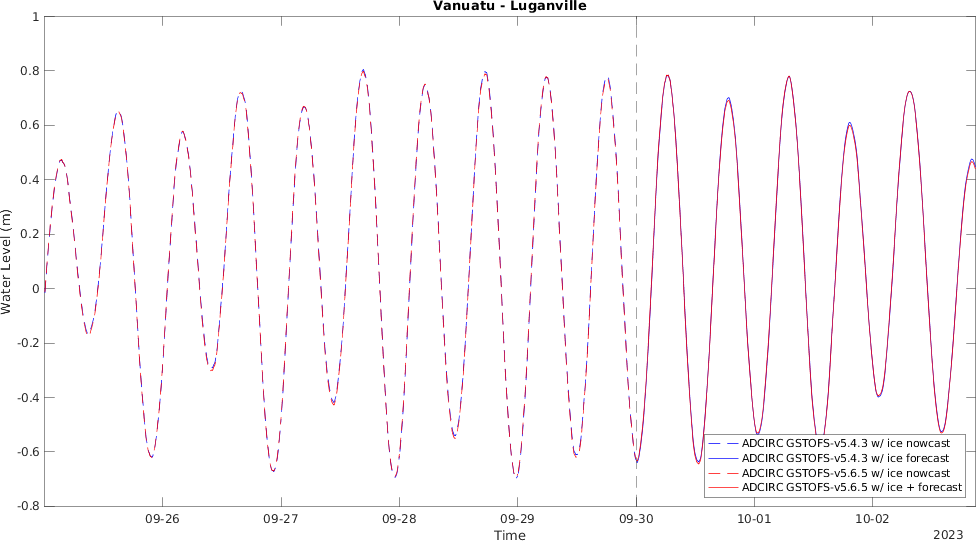 Vanuatu - Luganville
1
0.8
0.6
0.4
0.2
0
-0.2
-0.4
-0.6
-0.8
Water Level (m)
ADCIRC GSTOFS-v5.4.3 w/ ice nowcast
ADCIRC GSTOFS-v5.4.3 w/ ice forecast
ADCIRC GSTOFS-v5.6.5 w/ ice nowcast
ADCIRC GSTOFS-v5.6.5 w/ ice + forecast
09-26 09-27 09-28 09-29 09-30 10-01 10-02
Time
2023